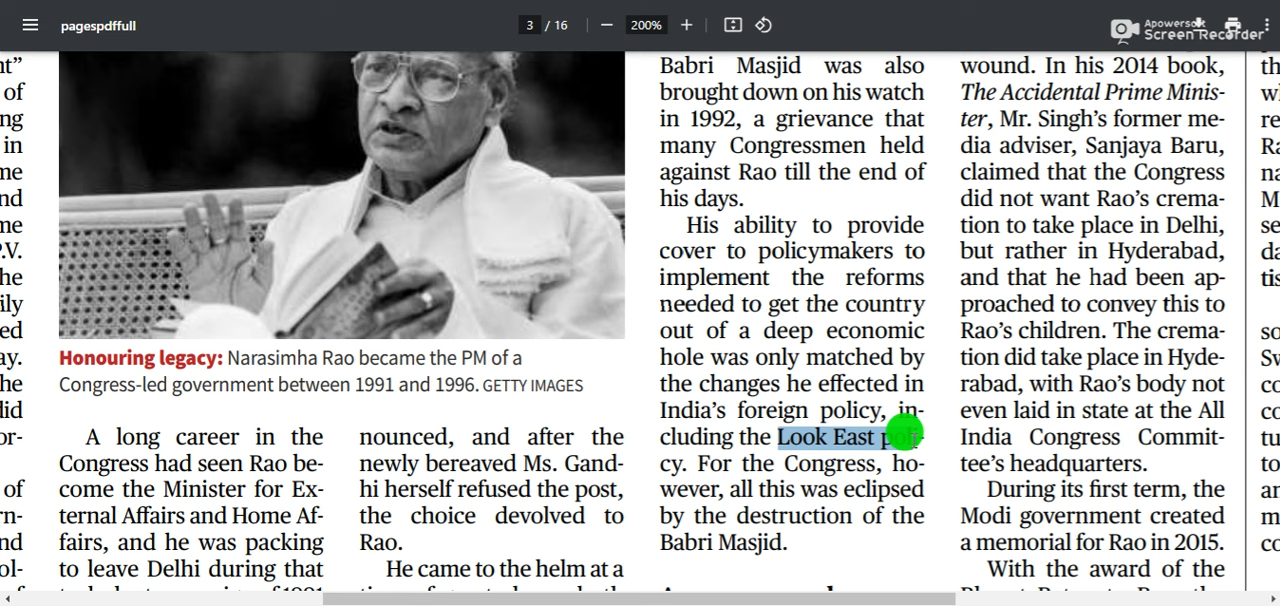 pagespdffull
3 / 16
200%
Apowersoft
Screen Recorder
nt”
of
in
P.V.
ay.
did
of
Honouring legacy: Narasimha Rao became the PM of a
Congress-led government between 1991 and 1996. GETTY IMAGES
A long career in the
Congress had seen Rao be-
come the Minister for Ex-
ternal Affairs and Home Af-
fairs, and he was packing
to leave Delhi during that
nounced, and after the
newly bereaved Ms. Gand-
hi herself refused the post,
the choice devolved to
Rao.
He came to the helm at a
Babri Masjid was also
brought down on his watch
in 1992, a grievance that
many Congressmen held
against Rao till the end of
his days.
His ability to provide
cover to policymakers to
implement the reforms
needed to get the country
out of a deep economic
hole was only matched by
the changes he effected in
India’s foreign policy, in-
cluding the Look East poli-
cy. For the Congress, ho-
wever, all this was eclipsed
by the destruction of the
Babri Masjid.
wound. In his 2014 book,
The Accidental Prime Minis-
ter, Mr. Singh’s former me-
dia adviser, Sanjaya Baru,
claimed that the Congress
did not want Rao’s crema-
tion to take place in Delhi,
but rather in Hyderabad,
and that he had been ap-
proached to convey this to
Rao’s children. The crema-
tion did take place in Hyde-
rabad, with Rao’s body not
even laid in state at the All
India Congress Commit-
tee’s headquarters.
During its first term, the
Modi government created
a memorial for Rao in 2015.
With the award of the